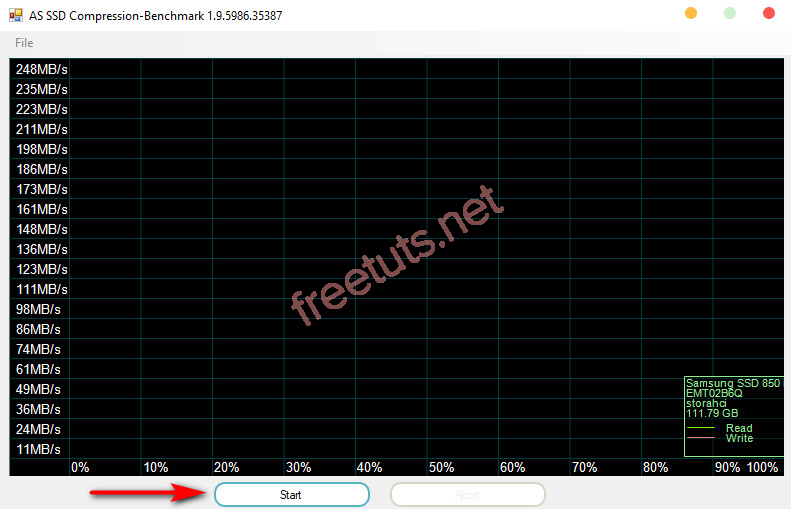 AS SSD Compression-Benchmark 1.9.5986.35387
File
248MB/s
235MB/s
223MB/s
211MB/s
198MB/s
186MB/s
173MB/s
161MB/s
148MB/s
136MB/s
123MB/s
111MB/s
98MB/s
86MB/s
74MB/s
61MB/s
49MB/s
36MB/s
24MB/s
11MB/s
freetuts.net
Samsung SSD 850
EMT02B6Q
storahci
111.79 GB
Read
Write
0% 10% 20% 30% 40% 50% 60% 70% 80% 90% 100%
Start Abort